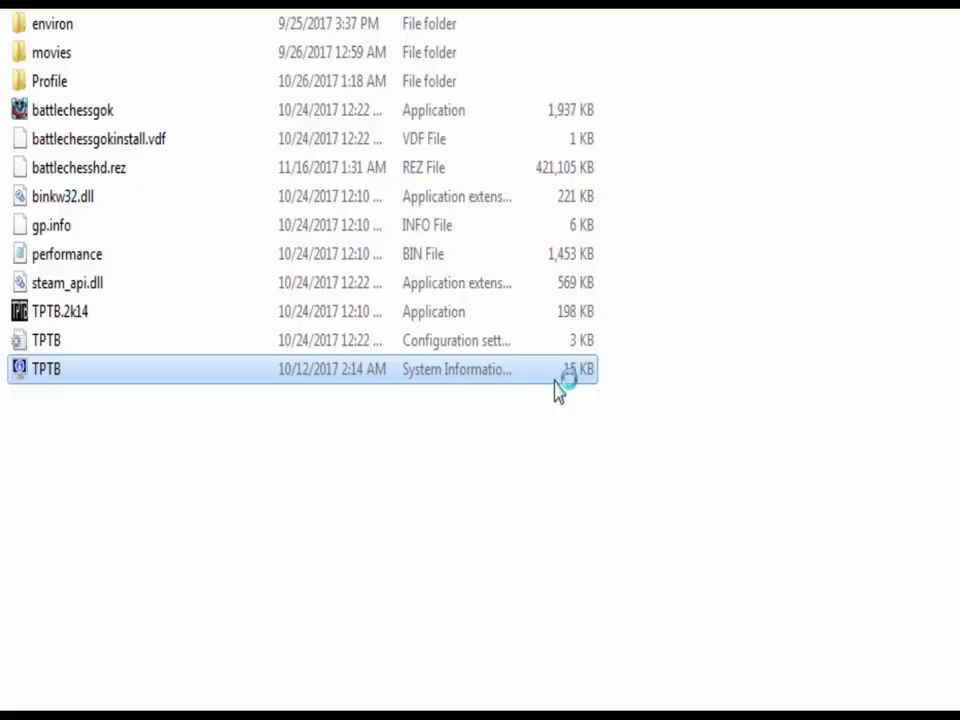 environ 9/25/2017 3:37 PM File folder
movies 9/26/2017 12:59 AM File folder
Profile 10/26/2017 1:18 AM File folder
battlechessgok 10/24/2017 12:22 ... Application 1,937 KB
battlechessgokinstall.vdf 10/24/2017 12:22 ... VDF File 1 KB
battlechesshd.rez 11/16/2017 1:31 AM REZ File 421,105 KB
binkw32.dll 10/24/2017 12:10 ... Application extens... 221 KB
gp.info 10/24/2017 12:10 ... INFO File 6 KB
performance 10/24/2017 12:10 ... BIN File 1,453 KB
steam_api.dll 10/24/2017 12:22 ... Application extens... 569 KB
TPTB.2k14 10/24/2017 12:10 ... Application 198 KB
TPTB 10/24/2017 12:22 ... Configuration sett... 3 KB
TPTB 10/12/2017 2:14 AM System Informatio... 15 KB